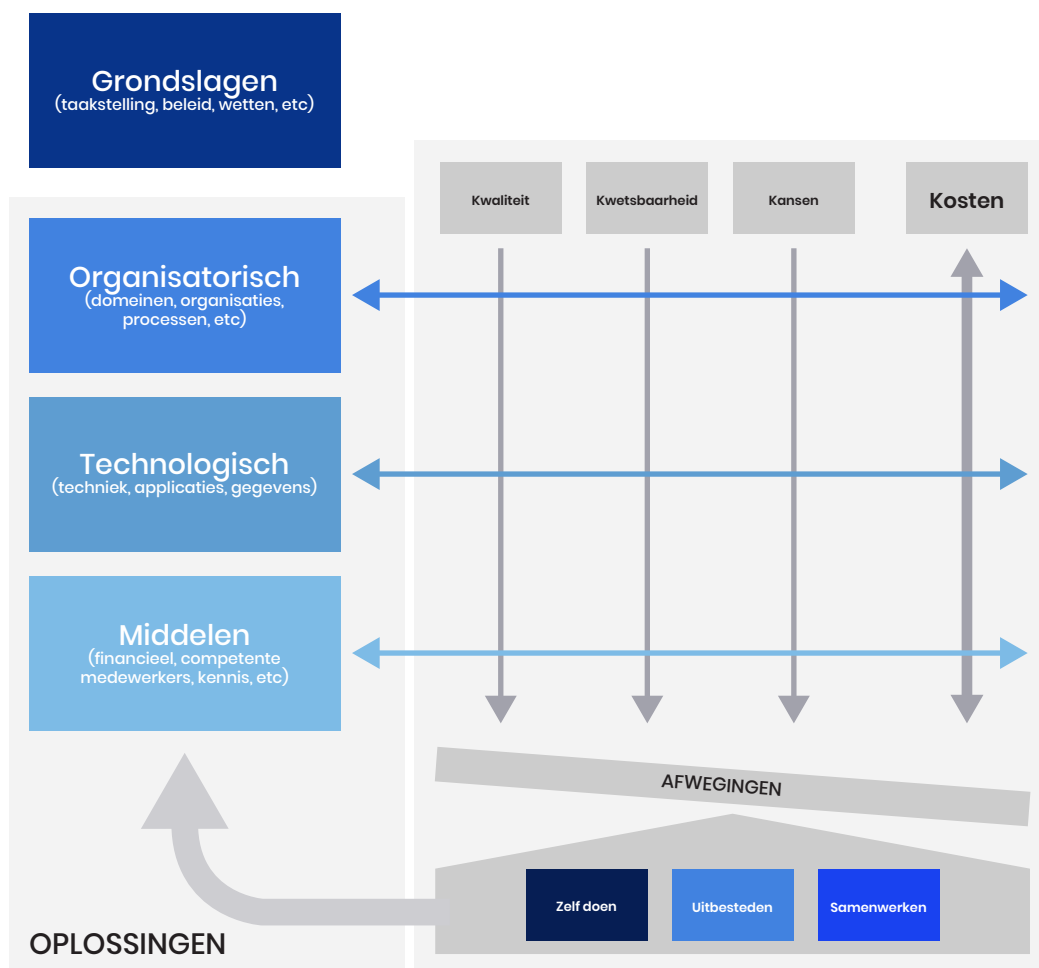 Grondslagen
(taakstelling, beleid, wetten, etc)
Kwaliteit
Kwetsbaarheid
Kansen
Kosten
Organisatorisch
(domeinen, organisaties,
processen, etc)
Technologisch
(techniek, applicaties, gegevens)
Middelen
(financieel, competente
medewerkers, kennis, etc)
AFWEGINGEN
Zelf doen
Uitbesteden
Samenwerken
OPLOSSINGEN